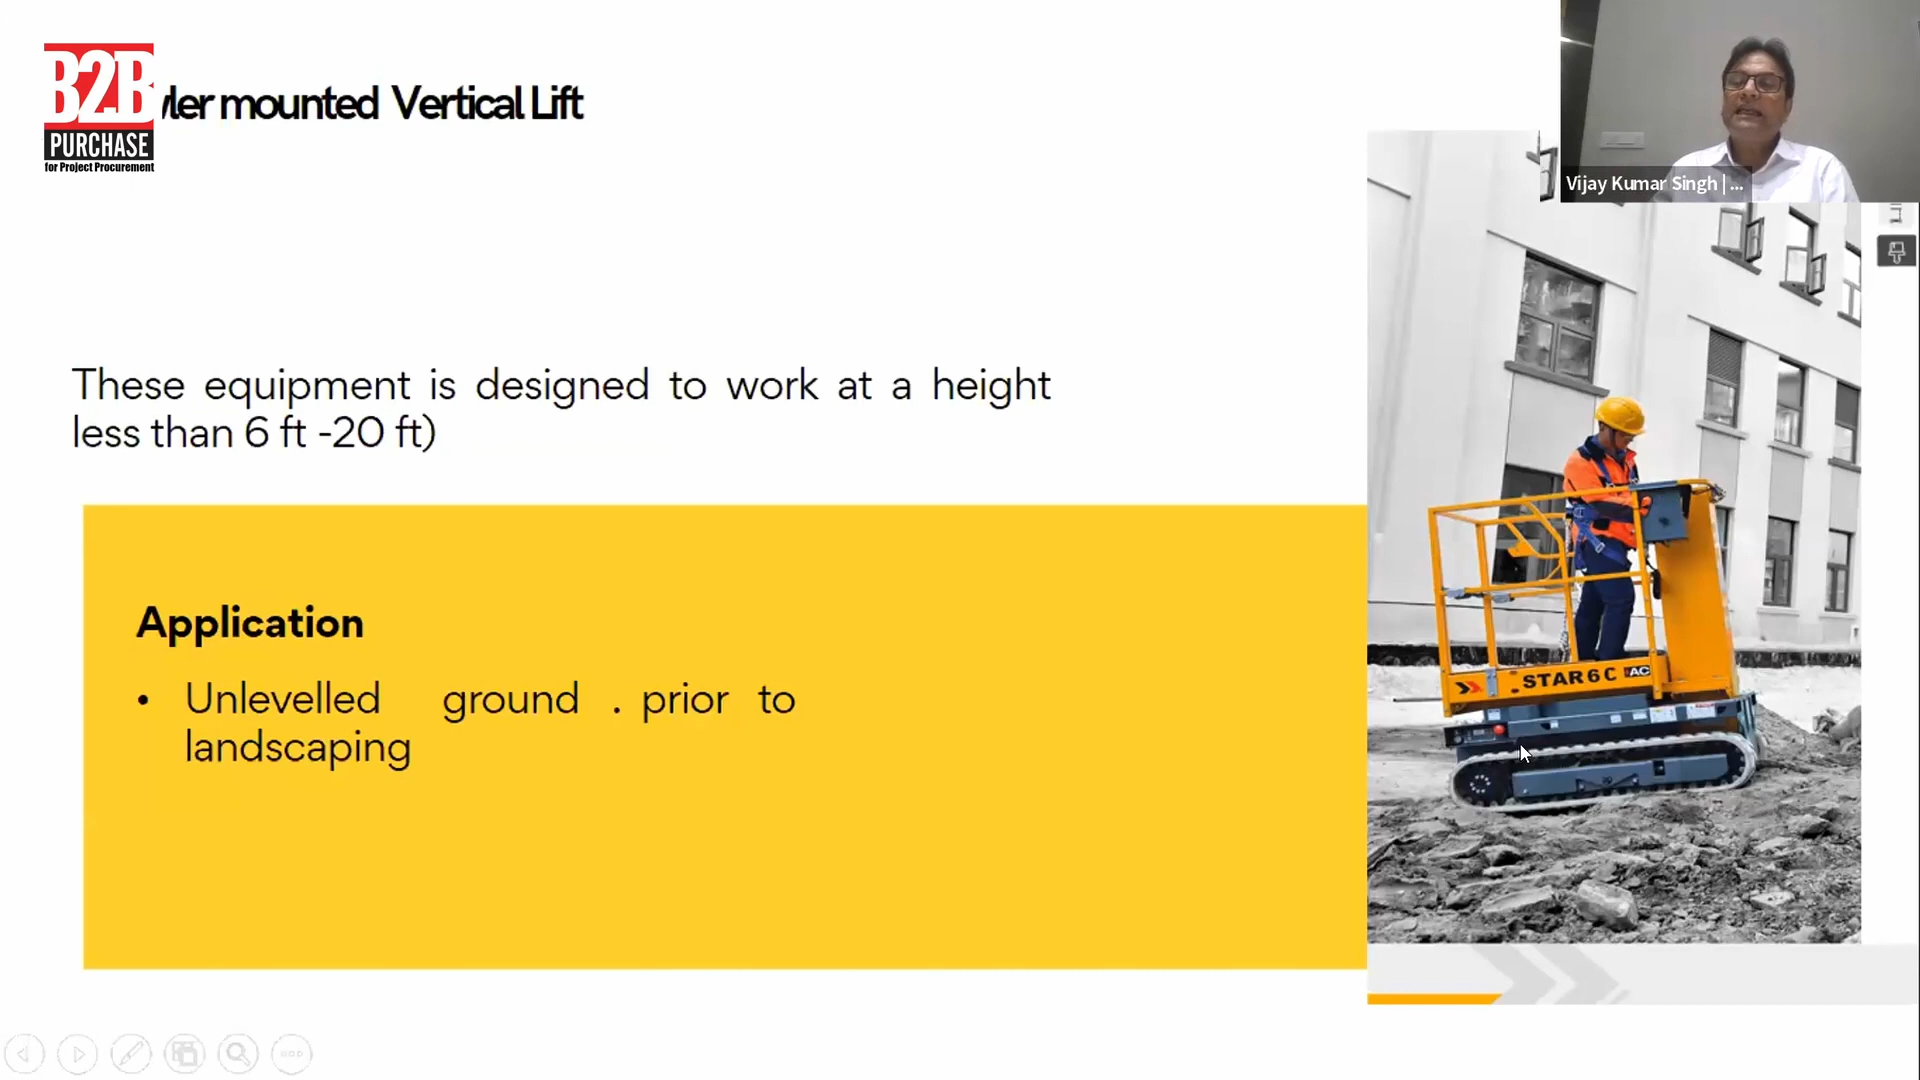 B2B
PURCHASE
for Project Procurement
ler mounted Vertical Lift
Vijay Kumar Singh | ...
These equipment is designed to work at a height
less than 6 ft -20 ft)
Application
• Unlevelled ground . prior to
landscaping
STAR 6 C AC